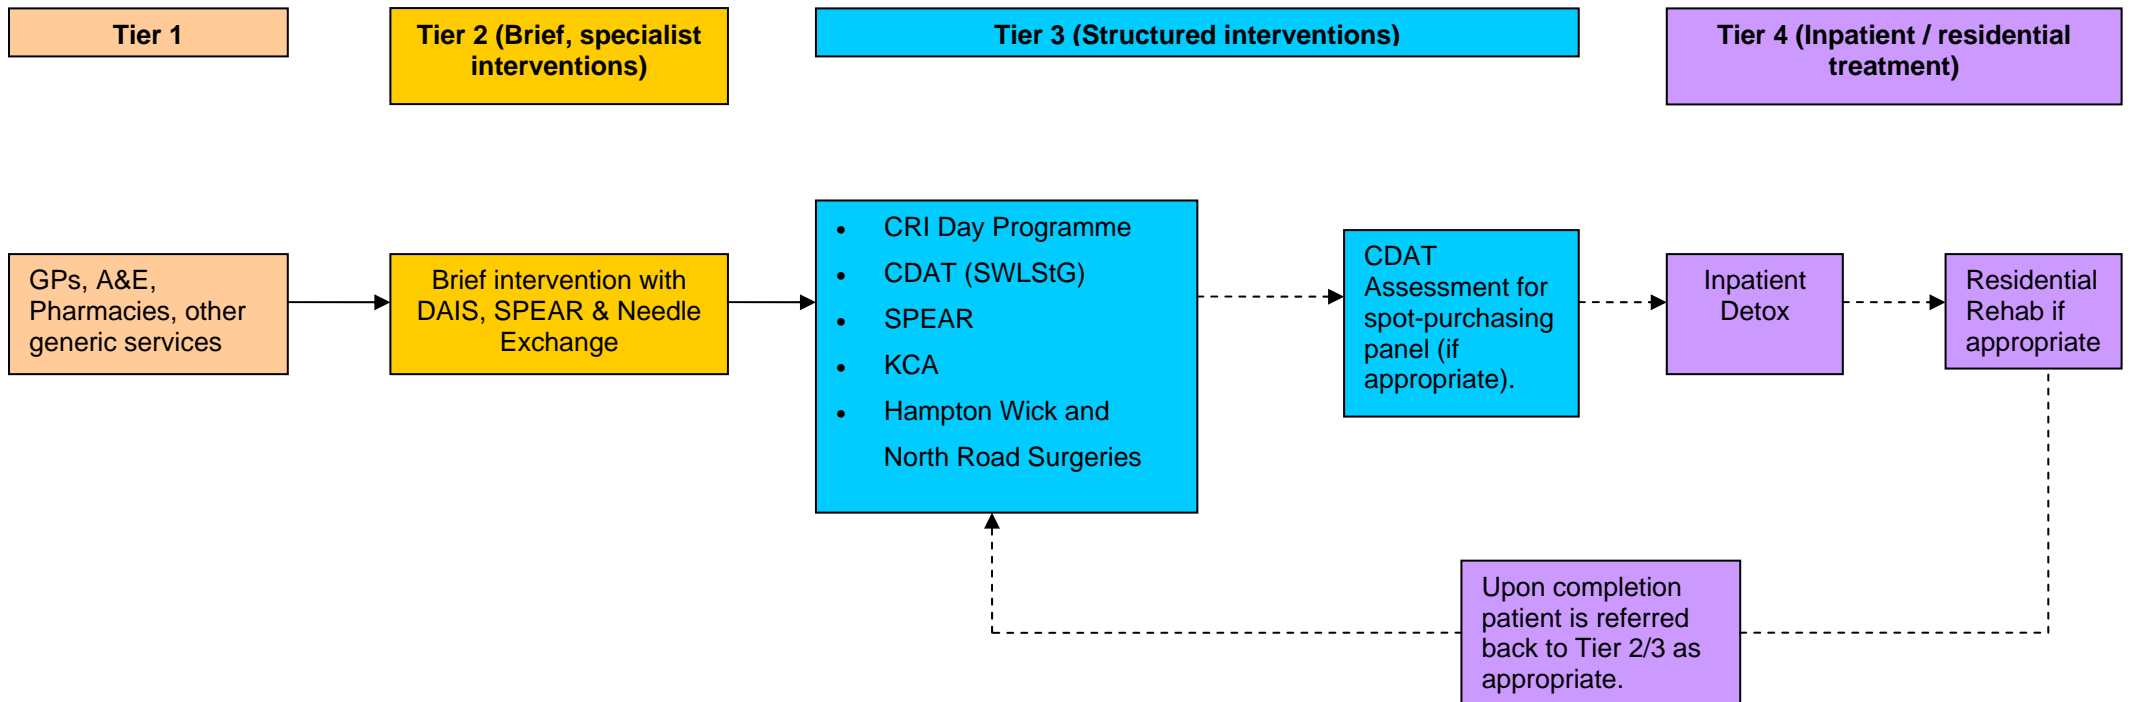 Tier 1
Tier 2 (Brief, specialist
interventions)
Tier 3 (Structured interventions)
Tier 4 (Inpatient / residential
treatment)
GPs, A&E,
Pharmacies, other
generic services
Brief intervention with
DAIS, SPEAR & Needle
Exchange
• CRI Day Programme
• CDAT (SWLStG)
• SPEAR
• KCA
• Hampton Wick and
North Road Surgeries
CDAT
Assessment for
spot-purchasing
panel (if
appropriate).
Inpatient
Detox
Residential
Rehab if
appropriate
Upon completion
patient is referred
back to Tier 2/3 as
appropriate.